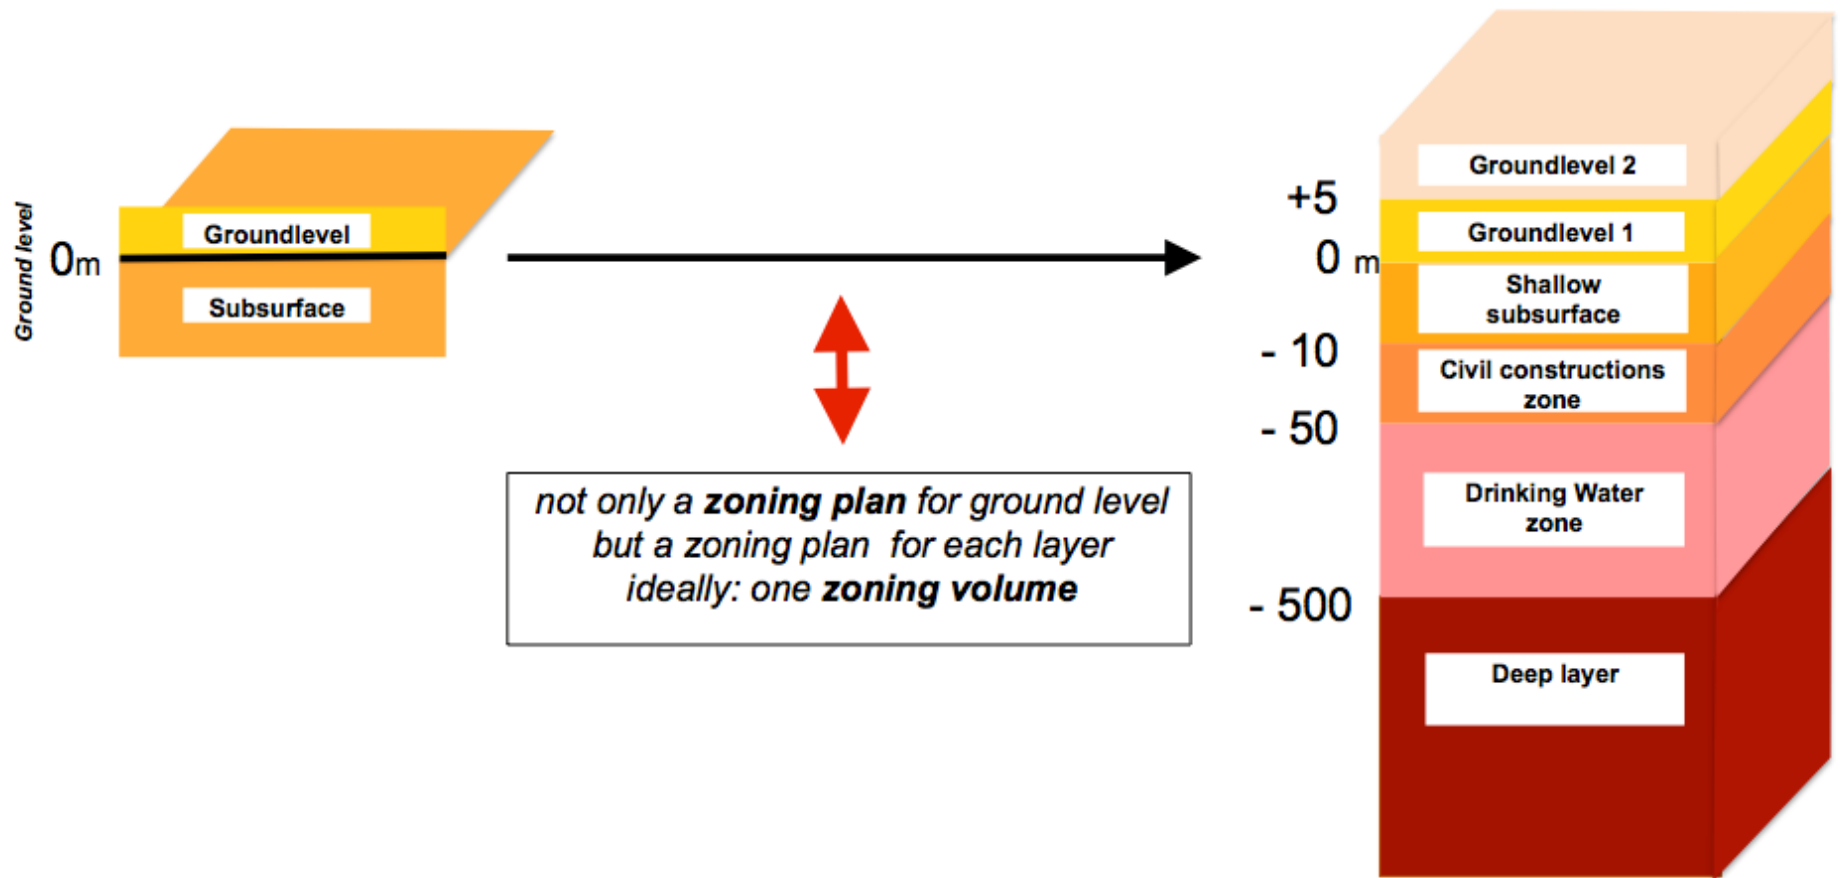 Ground level
0m
Groundlevel
Subsurface
not only a zoning plan for ground level
but a zoning plan for each layer
ideally: one zoning volume
+5
0 m
- 10
- 50
- 500
Groundlevel 2
Groundlevel 1
Shallow
subsurface
Civil constructions
zone
Drinking Water
zone
Deep layer